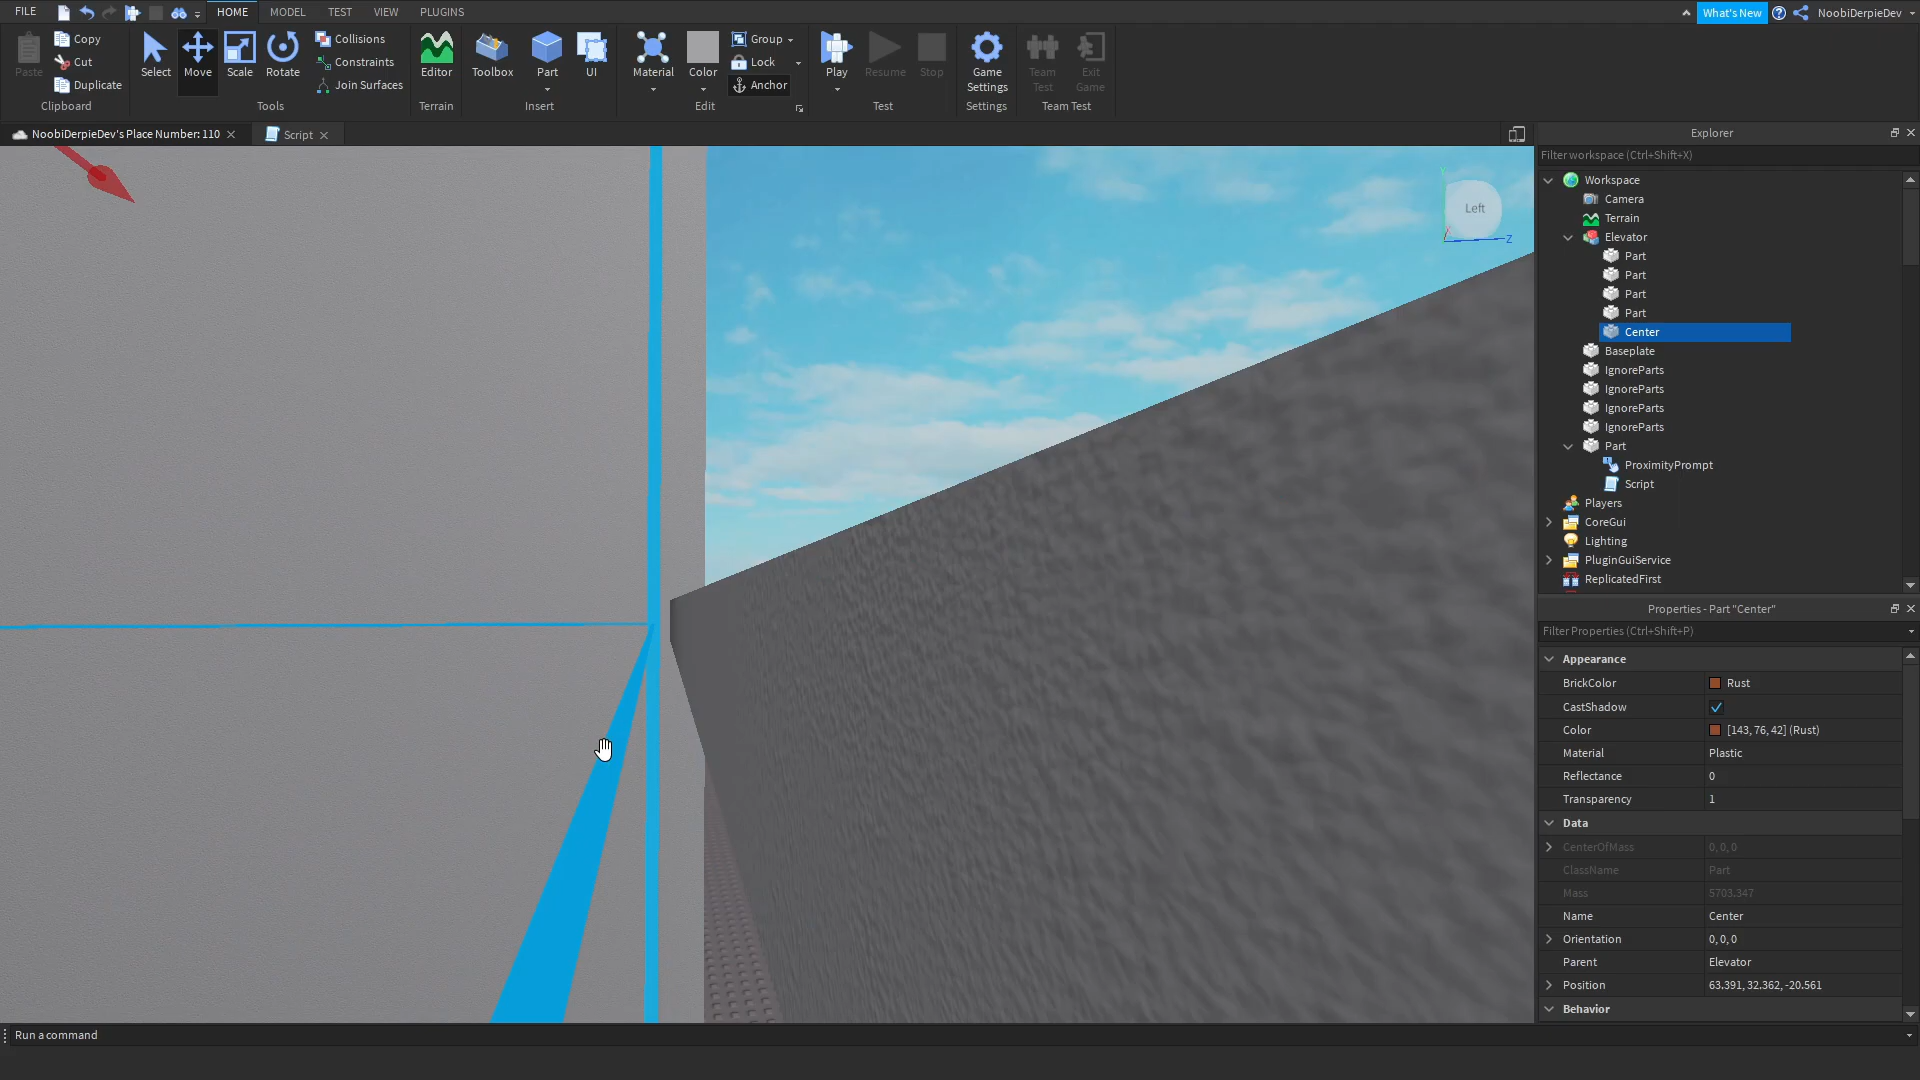 FILE
HOME
MODEL
TEST
VIEW
PLUGINS
What's New
NoobiDerpieDev
Paste
Copy
Cut
Duplicate
Clipboard
Select
Move
Scale
Rotate
Collisions
Constraints
Join Surfaces
Tools
Editor
Terrain
Toolbox
Part
UI
Insert
Material
Color
Group
Lock
Anchor
Edit
Play
Resume
Stop
Test
Game
Settings
Settings
Team
Test
Exit
Game
Team Test
NoobiDerpieDev's Place Number: 110
Script
Left
Y
Z
Explorer
Filter workspace (Ctrl+Shift+X)
Workspace
Camera
Terrain
Elevator
Part
Part
Part
Part
Center
Baseplate
IgnoreParts
IgnoreParts
IgnoreParts
IgnoreParts
Part
ProximityPrompt
Script
Players
CoreGui
Lighting
PluginGuiService
ReplicatedFirst
Properties - Part "Center"
Filter Properties (Ctrl+Shift+P)
Appearance
BrickColor Rust
CastShadow
Color [143, 76, 42] (Rust)
Material Plastic
Reflectance 0
Transparency 1
Data
CenterOfMass 0, 0, 0
ClassName Part
Mass 5703.347
Name Center
Orientation 0, 0, 0
Parent Elevator
Position 63.391, 32.362, -20.561
Behavior
Run a command